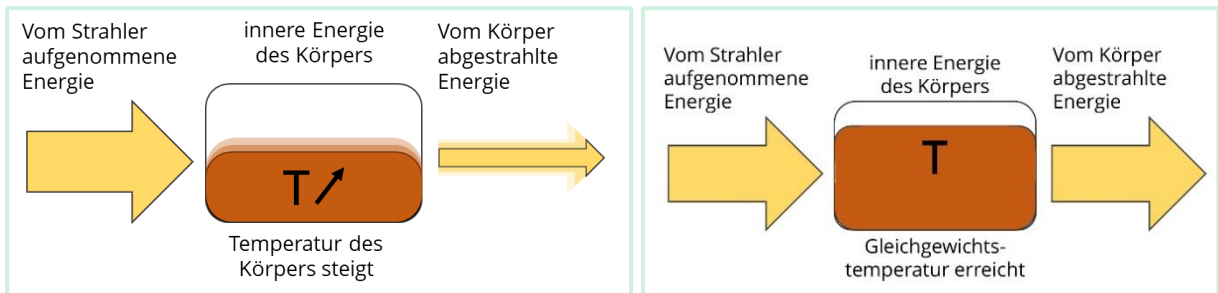 Vom Strahler
aufgenommene
Energie
innere Energie
des Körpers
Vom Körper
abgestrahlte
Energie
T
Temperatur des
Körpers steigt
Vom Strahler
aufgenommene
Energie
innere Energie
des Körpers
Vom Körper
abgestrahlte
Energie
T
Gleichgewichts-
temperatur erreicht